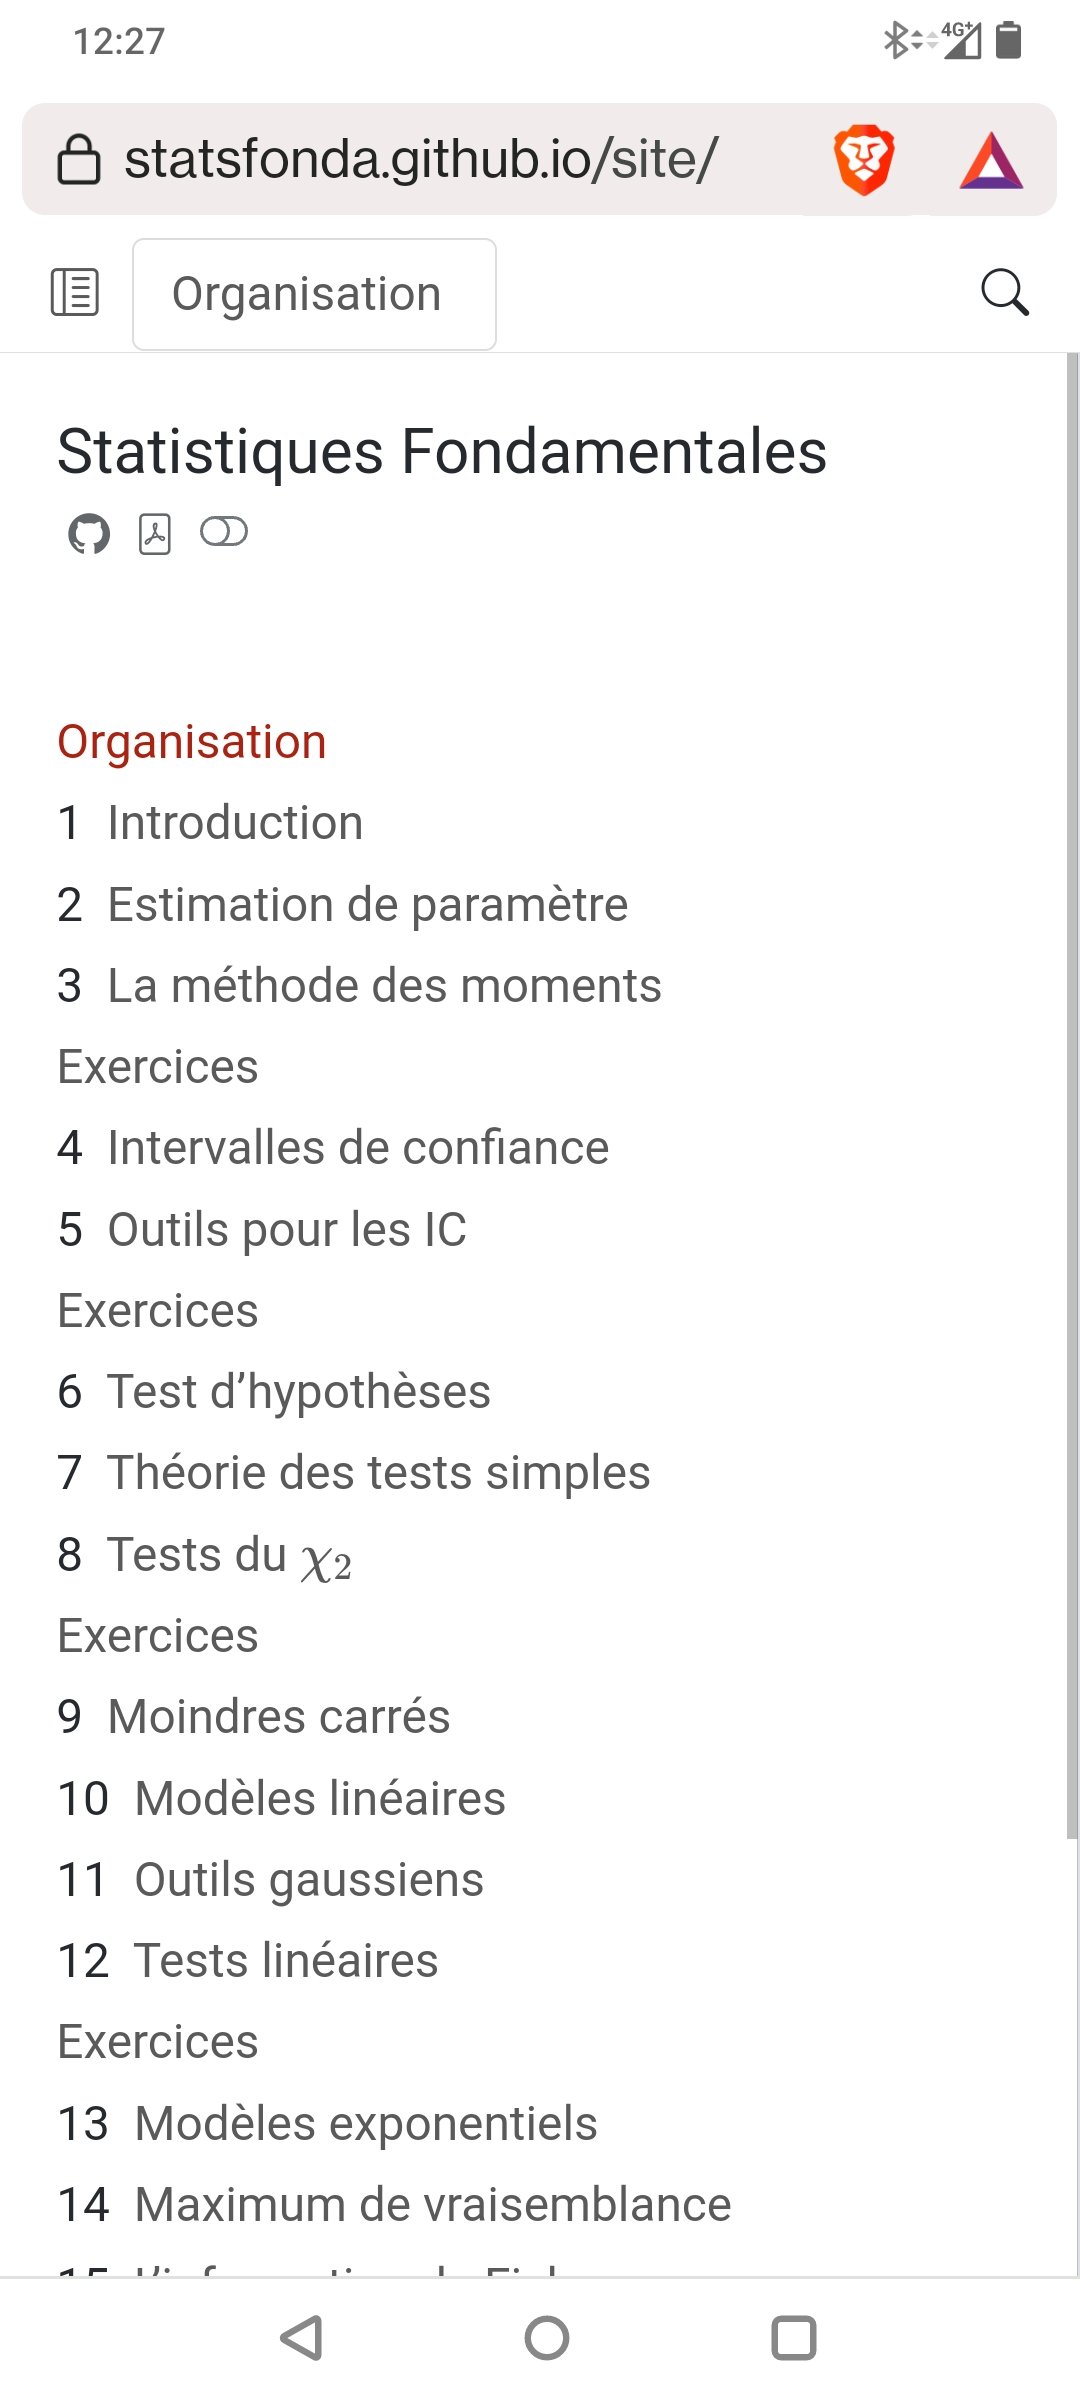 12:27
4G+
statsfonda.github.io/site/
Organisation
Statistiques Fondamentales
Organisation
1 Introduction
2 Estimation de paramètre
3 La méthode des moments
Exercices
4 Intervalles de confiance
5 Outils pour les IC
Exercices
6 Test d’hypothèses
7 Théorie des tests simples
8 Tests du χ₂
Exercices
9 Moindres carrés
10 Modèles linéaires
11 Outils gaussiens
12 Tests linéaires
Exercices
13 Modèles exponentiels
14 Maximum de vraisemblance